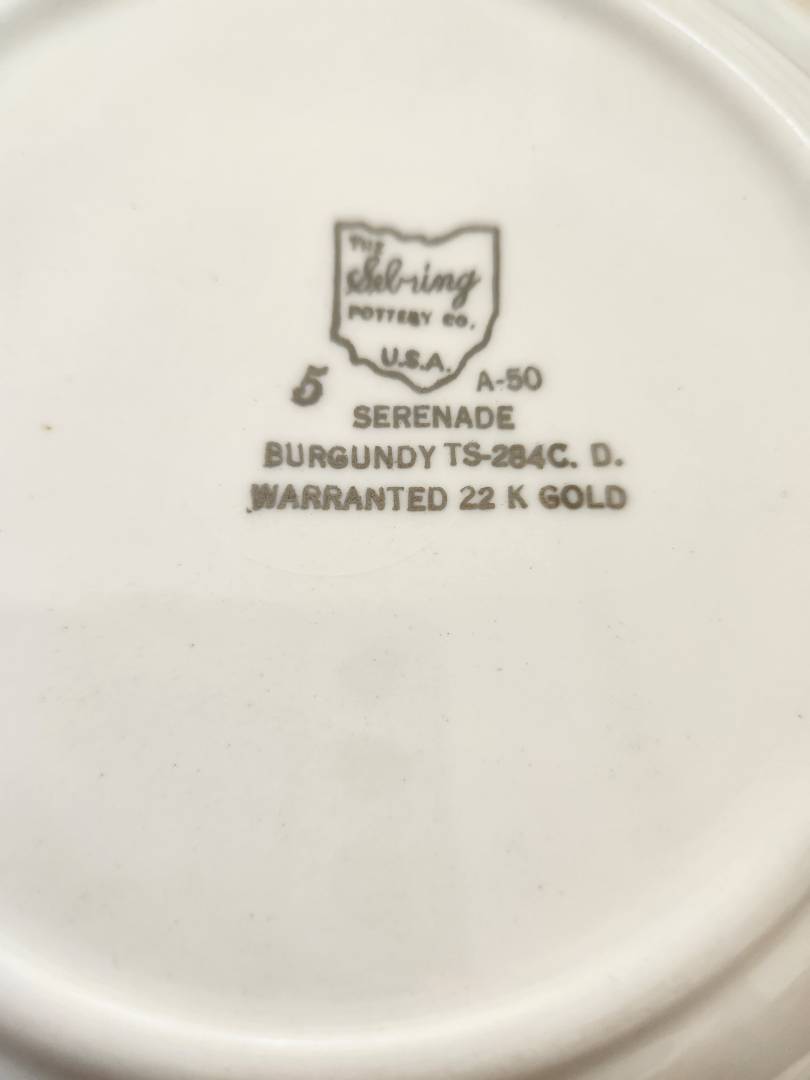 THE
Sebring
POTTERY CO.
U.S.A.
5 A-50
SERENADE
BURGUNDY TS-284C. D.
WARRANTED 22 K GOLD